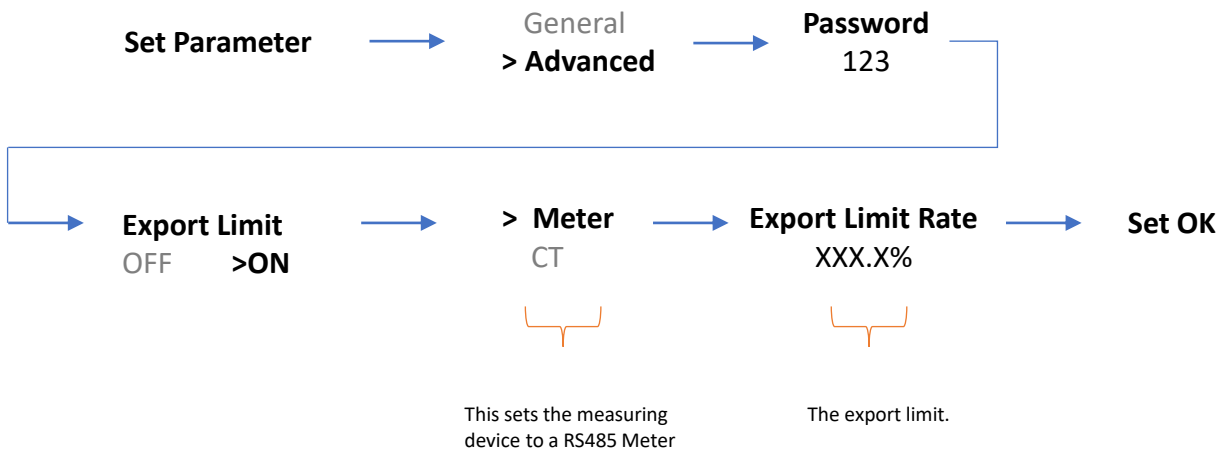 Set Parameter
General
> Advanced
Password
123
Export Limit
OFF >ON
> Meter
CT
Export Limit Rate
XXX.X%
Set OK
This sets the measuring
device to a RS485 Meter
The export limit.